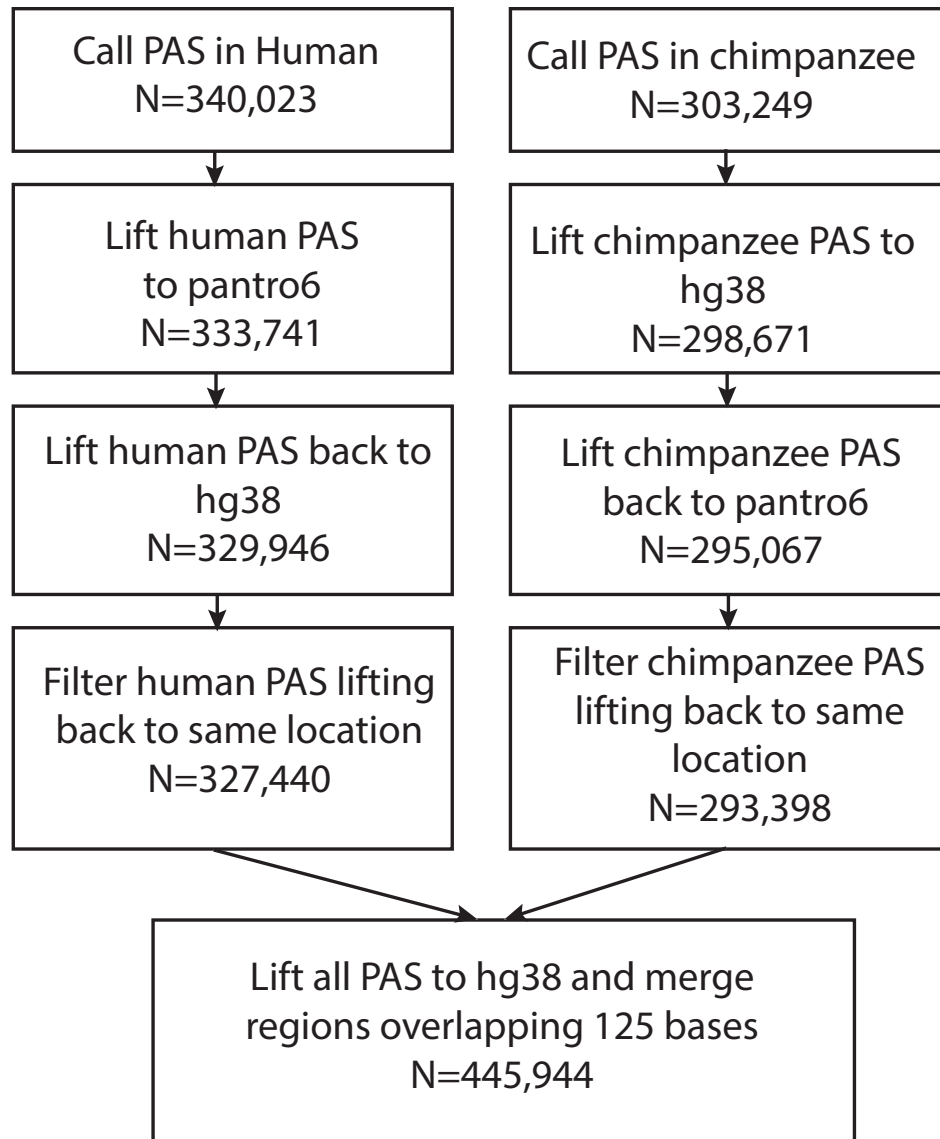 Call PAS in Human
N=340,023
Lift human PAS
to pantro6
N=333,741
Lift human PAS back to
hg38
N=329,946
Filter human PAS lifting
back to same location
N=327,440
Call PAS in chimpanzee
N=303,249
Lift chimpanzee PAS to
hg38
N=298,671
Lift chimpanzee PAS
back to pantro6
N=295,067
Filter chimpanzee PAS
lifting back to same
location
N=293,398
Lift all PAS to hg38 and merge
regions overlapping 125 bases
N=445,944